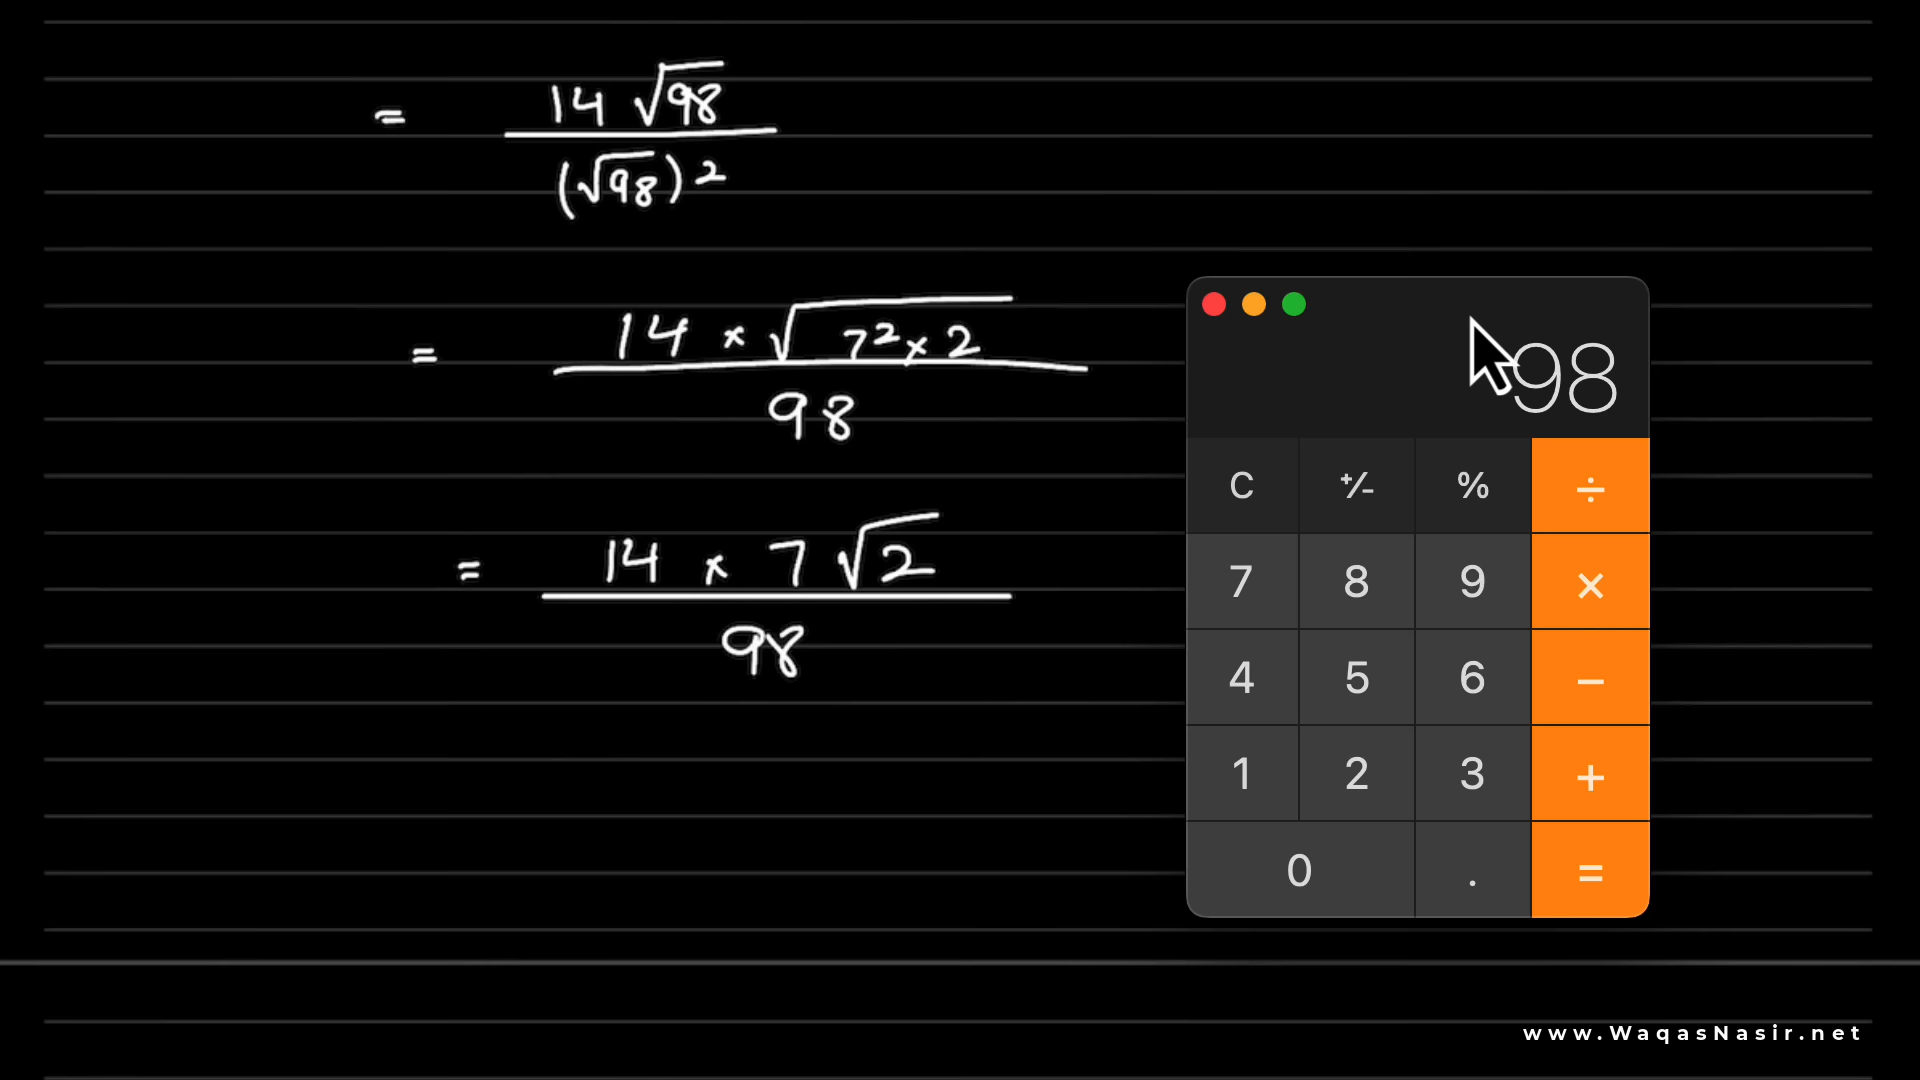 = 14 √98
(√98)²
= 14 × √7² × 2
98
= 14 × 7 √2
98
98
C ⁺⁄₋ % ÷
7 8 9 ×
4 5 6 −
1 2 3 +
0 . =
www.WaqasNasir.net